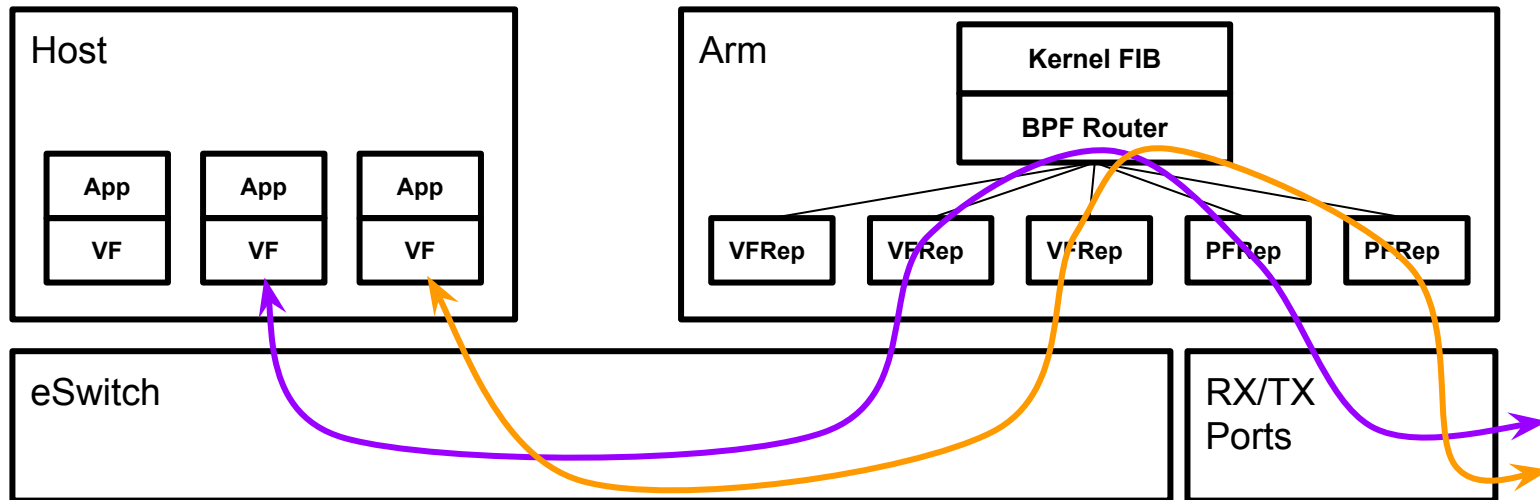 Host
App
VF
App
VF
App
VF
Arm
Kernel FIB
BPF Router
VFRep
VFRep
VFRep
PFRep
PFRep
eSwitch
RX/TX
Ports